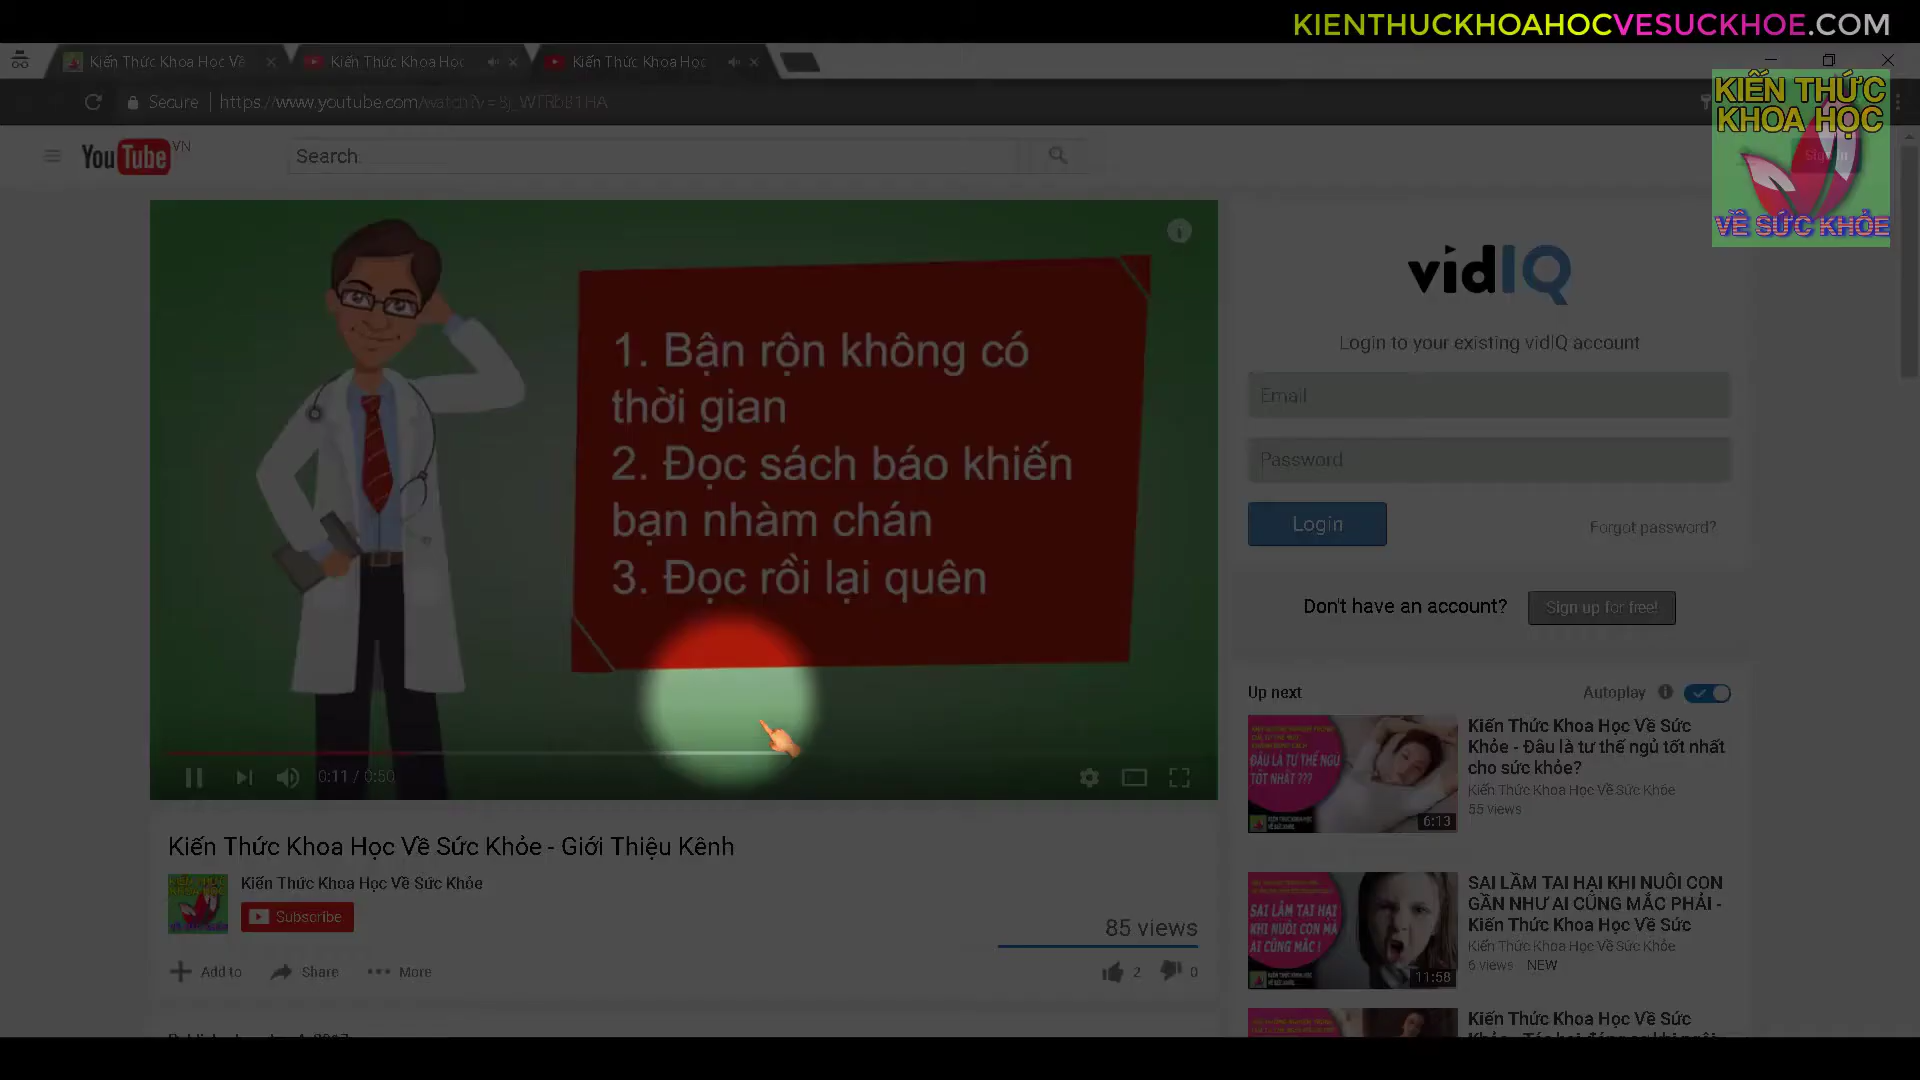 KIENTHUCKHOAHOCVESUCKHOE.COM
Kiến Thức Khoa Học Về
Kiến Thức Khoa Học
Kiến Thức Khoa Học
Secure
KIẾN THỨC
KHOA HỌC
VỀ SỨC KHỎE
YouTube VN
Search
Sign in
1. Bận rộn không có
thời gian
2. Đọc sách báo khiến
bạn nhàm chán
3. Đọc rồi lại quên
0:11 / 0:50
vidIQ
Login to your existing vidIQ account
Email
Password
Login
Forgot password?
Don't have an account?
Sign up for free!
Kiến Thức Khoa Học Về Sức Khỏe - Giới Thiệu Kênh
Kiến Thức Khoa Học Về Sức Khỏe
Subscribe
85 views
Add to
Share
More
2
0
Up next
Autoplay
ĐÂU LÀ TƯ THẾ NGỦ
TỐT NHẤT ???
6:13
Kiến Thức Khoa Học Về Sức
Khỏe - Đâu là tư thế ngủ tốt nhất
cho sức khỏe?
Kiến Thức Khoa Học Về Sức Khỏe
55 views
SAI LẦM TAI HẠI
KHI NUÔI CON MÀ
AI CŨNG MẮC !
11:58
SAI LẦM TAI HẠI KHI NUÔI CON
GẦN NHƯ AI CŨNG MẮC PHẢI -
Kiến Thức Khoa Học Về Sức
Kiến Thức Khoa Học Về Sức Khỏe
6 views NEW
Kiến Thức Khoa Học Về Sức